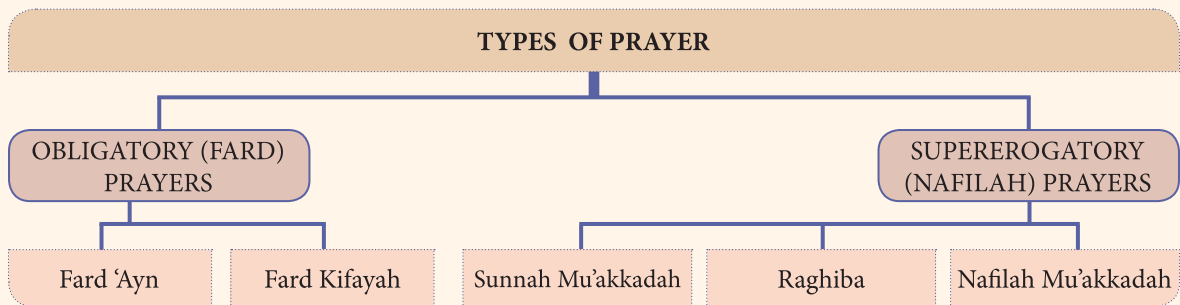 TYPES OF PRAYER
OBLIGATORY (FARD)
PRAYERS
SUPEREROGATORY
(NAFILAH) PRAYERS
Fard ‘Ayn
Fard Kifayah
Sunnah Mu’akkadah
Raghiba
Nafilah Mu’akkadah